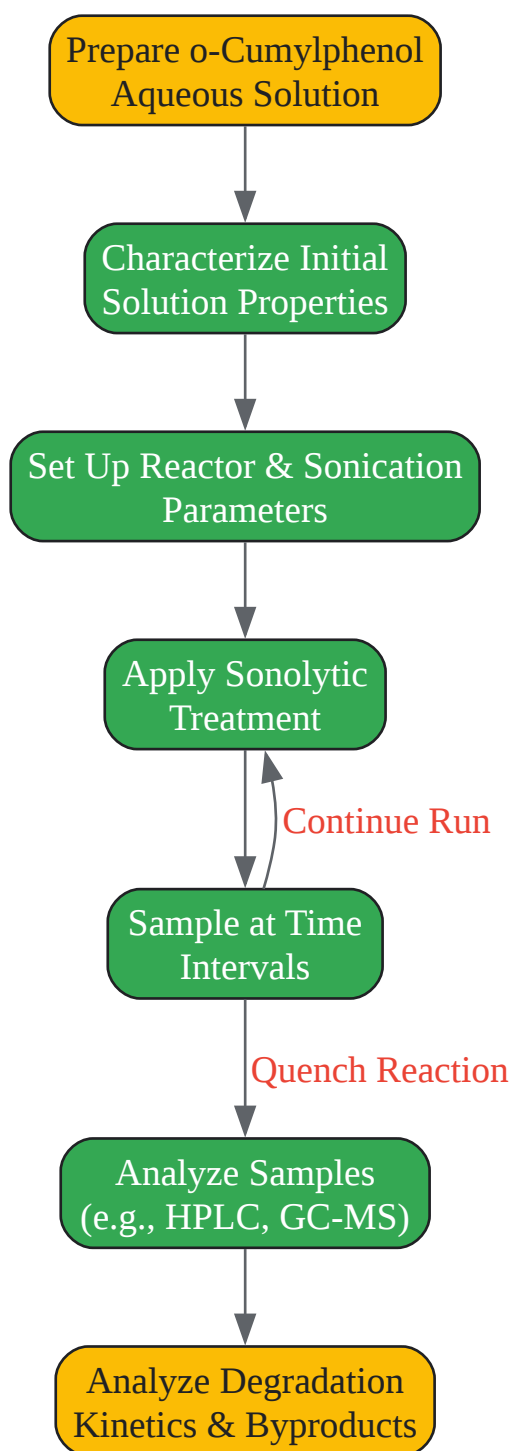 Prepare o-Cumylphenol
Aqueous Solution
Characterize Initial
Solution Properties
Set Up Reactor & Sonication
Parameters
Apply Sonolytic
Treatment
Continue Run
Sample at Time
Intervals
Quench Reaction
Analyze Samples
(e.g., HPLC, GC-MS)
Analyze Degradation
Kinetics & Byproducts